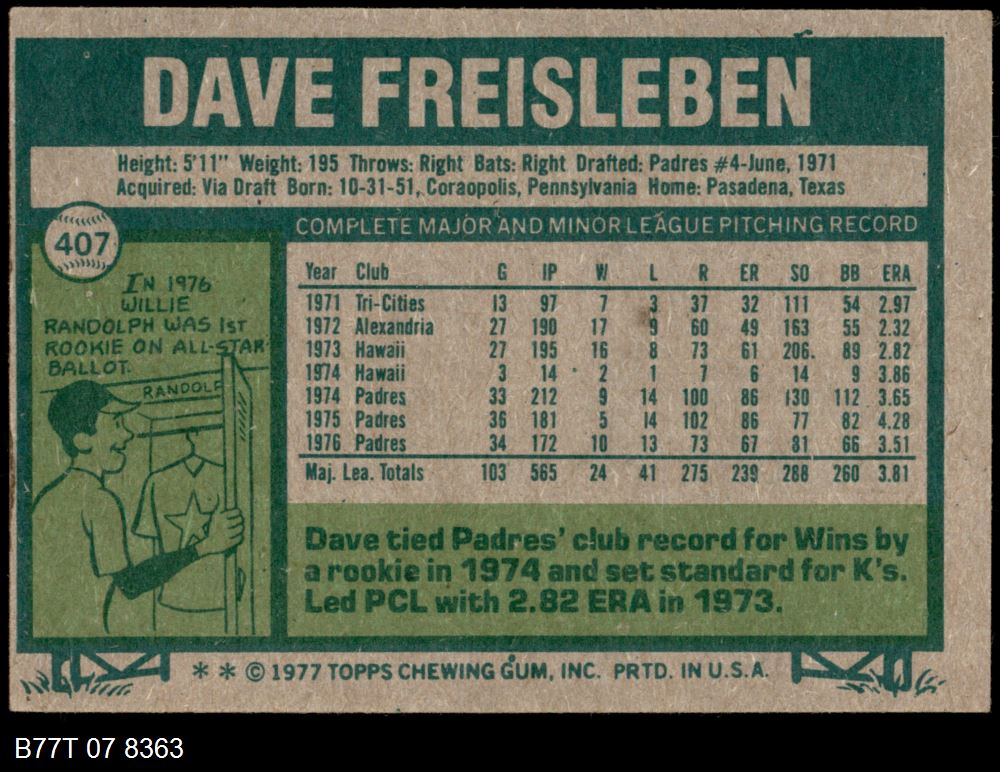 DAVE FREISLEBEN
Height: 5'11" Weight: 195 Throws: Right Bats: Right Drafted: Padres #4-June, 1971
Acquired: Via Draft Born: 10-31-51, Coraopolis, Pennsylvania Home: Pasadena, Texas
407
COMPLETE MAJOR AND MINOR LEAGUE PITCHING RECORD
IN 1976
WILLIE
RANDOLPH WAS 1ST
ROOKIE ON ALL-STAR
BALLOT.
RANDOLP
Year Club G IP W L R ER SO BB ERA
1971 Tri-Cities 13 97 7 3 37 32 111 54 2.97
1972 Alexandria 27 190 17 9 60 49 163 55 2.32
1973 Hawaii 27 195 16 8 73 61 206 89 2.82
1974 Hawaii 3 14 2 1 7 6 14 9 3.86
1974 Padres 33 212 9 14 100 86 130 112 3.65
1975 Padres 36 181 5 14 102 86 77 82 4.28
1976 Padres 34 172 10 13 73 67 81 66 3.51
Maj. Lea. Totals 103 565 24 41 275 239 288 260 3.81
Dave tied Padres' club record for Wins by
a rookie in 1974 and set standard for K's.
Led PCL with 2.82 ERA in 1973.
** © 1977 TOPPS CHEWING GUM, INC. PRTD. IN U.S.A.
B77T 07 8363